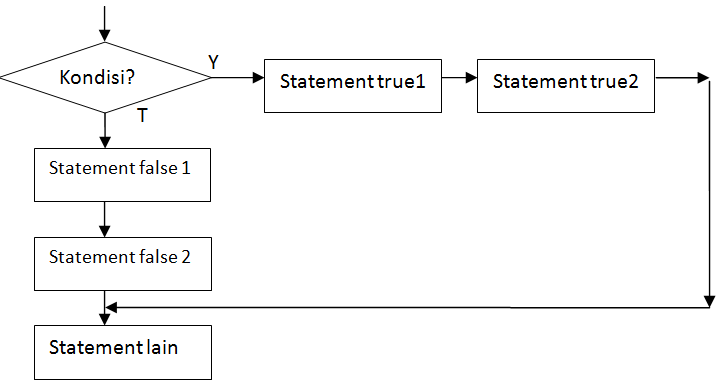 Kondisi?
Y
Statement true1
Statement true2
T
Statement false 1
Statement false 2
Statement lain